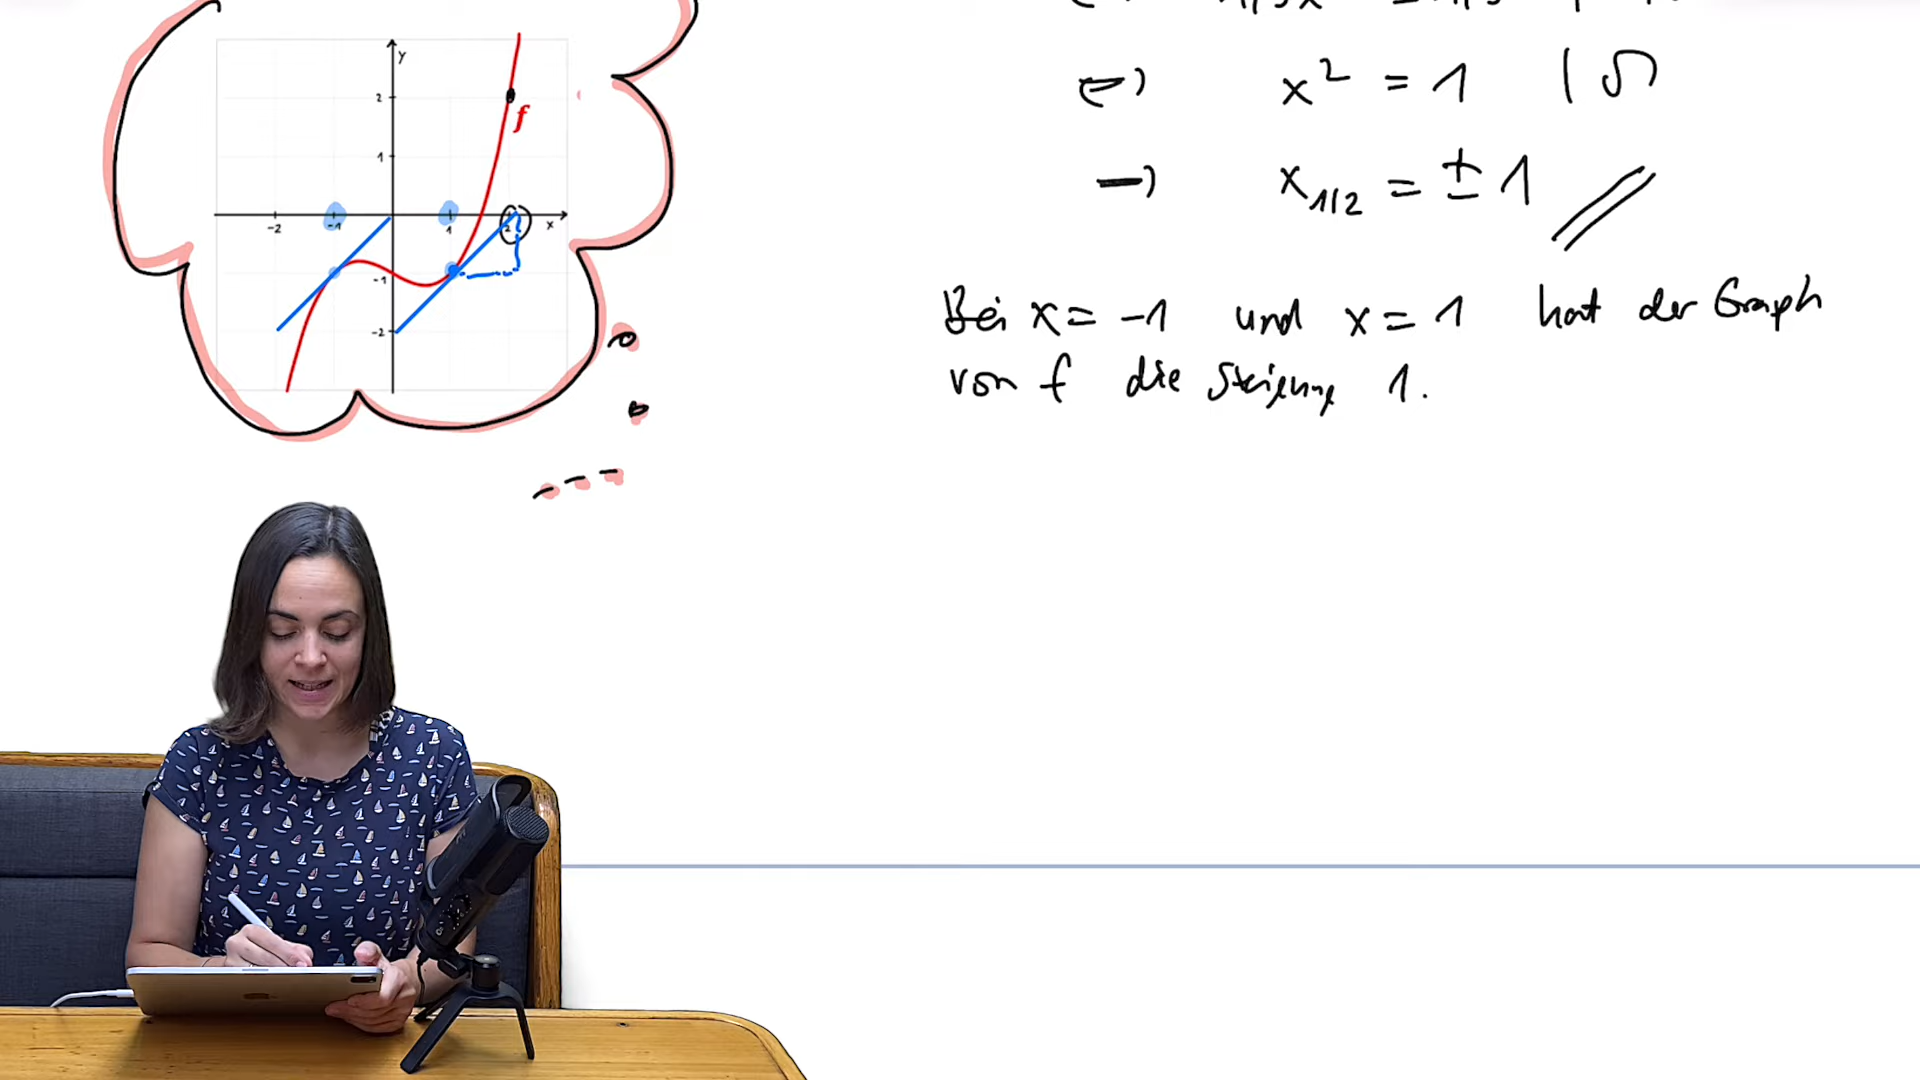 x² = 1 | √
x₁/₂ = ± 1
Bei x = -1 und x = 1 hat der Graph
von f die Steigung 1.
y
2
f
1
-2 -1 1 2 x
-1
-2